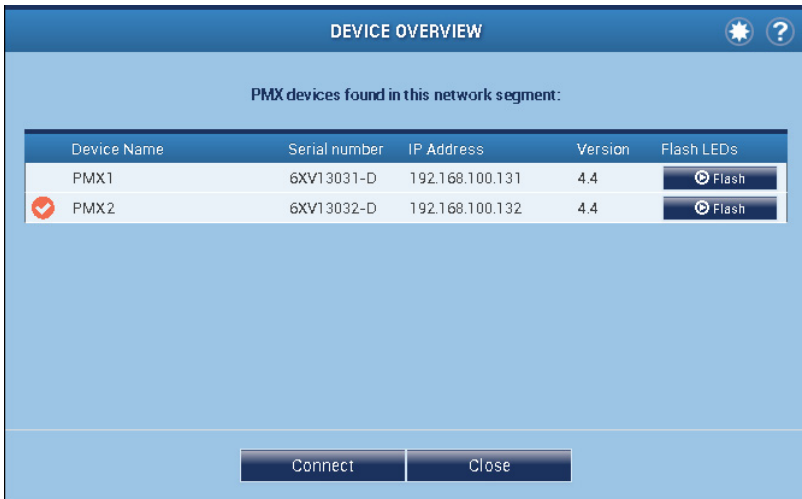 DEVICE OVERVIEW ?
PMX devices found in this network segment:
Device Name Serial number IP Address Version Flash LEDs
PMX1 6XV13031-D 192.168.100.131 4.4 Flash
PMX2 6XV13032-D 192.168.100.132 4.4 Flash
Connect Close